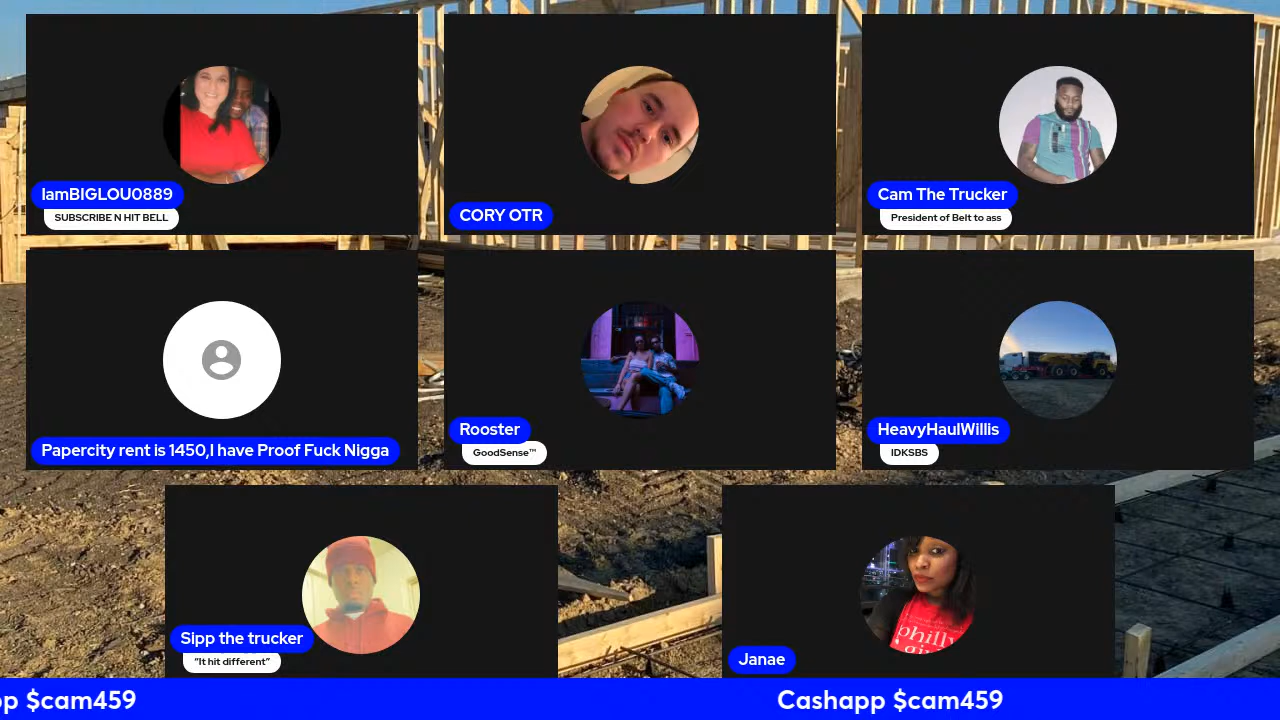 IamBIGLOU0889
SUBSCRIBE N HIT BELL
CORY OTR
Cam The Trucker
President of Belt to ass
Papercity rent is 1450,I have Proof Fuck Nigga
Rooster
GoodSense™
HeavyHaulWillis
IDKSBS
Sipp the trucker
"It hit different"
philly
Janae
pp $cam459
Cashapp $cam459